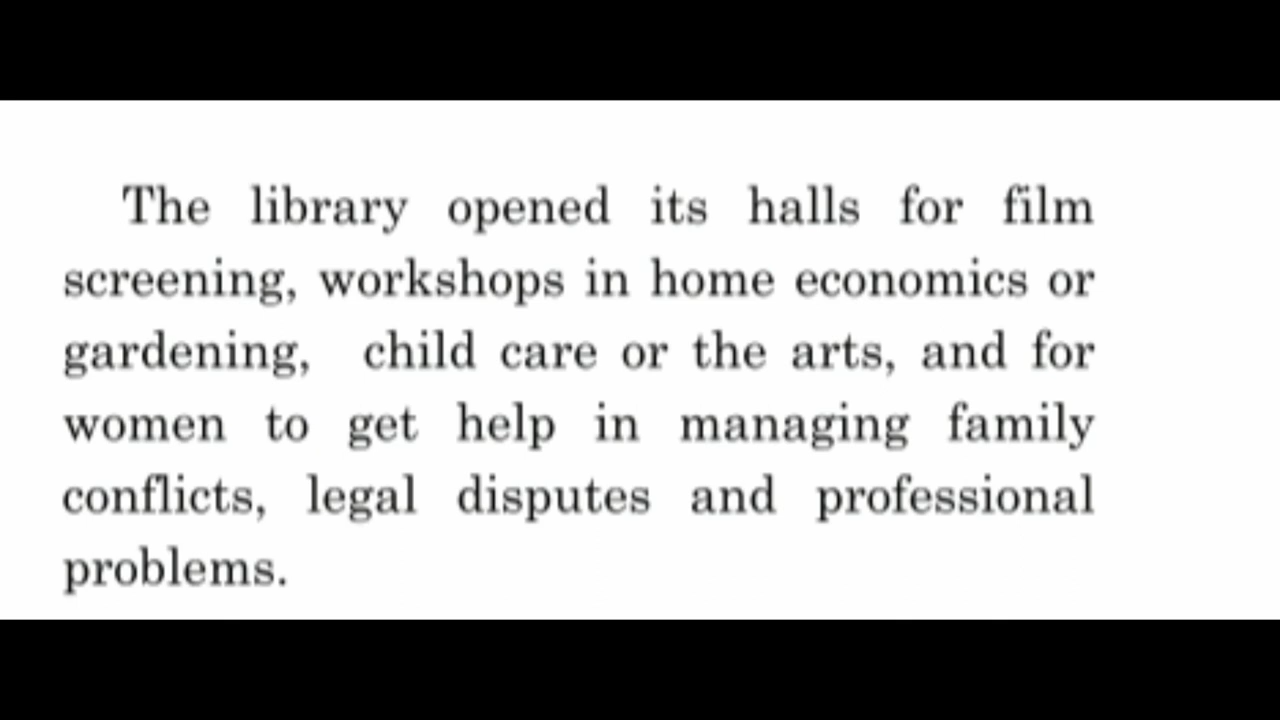 The library opened its halls for film
screening, workshops in home economics or
gardening, child care or the arts, and for
women to get help in managing family
conflicts, legal disputes and professional
problems.